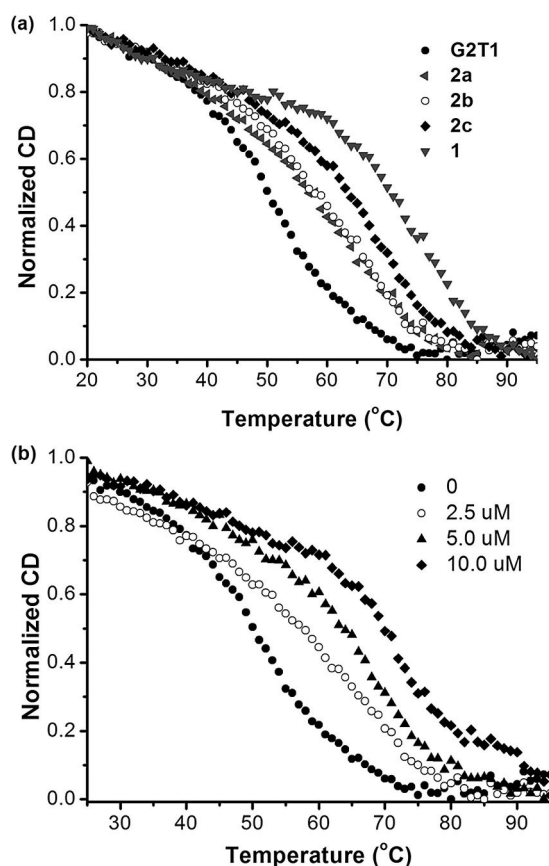 (a)
1.0
0.8
0.6
0.4
0.2
0.0
Normalized CD
G2T1
2a
2b
2c
1
20 30 40 50 60 70 80 90
Temperature (°C)
(b)
1.0
0.8
0.6
0.4
0.2
0.0
Normalized CD
0
2.5 uM
5.0 uM
10.0 uM
30 40 50 60 70 80 90
Temperature (°C)